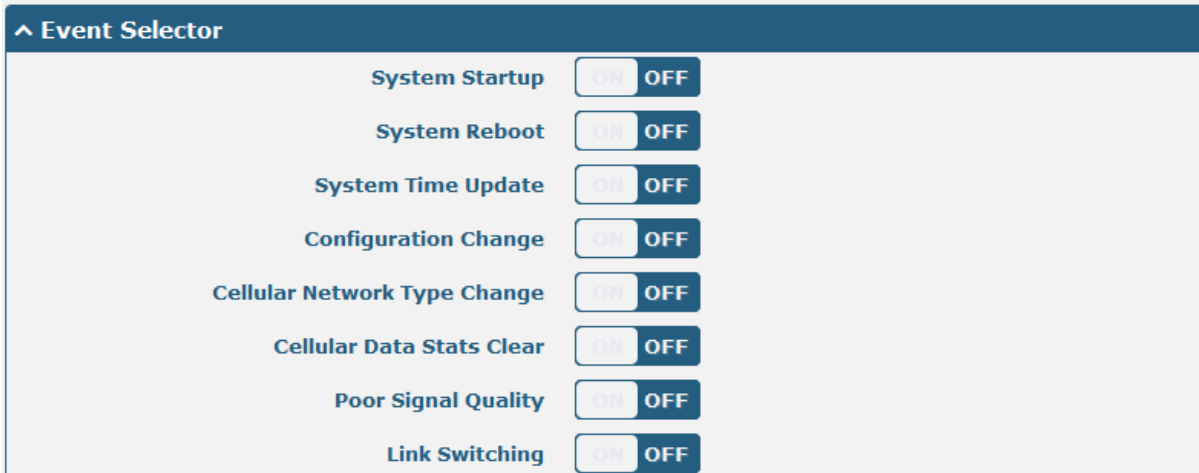 Event Selector
System Startup ON OFF
System Reboot ON OFF
System Time Update ON OFF
Configuration Change ON OFF
Cellular Network Type Change ON OFF
Cellular Data Stats Clear ON OFF
Poor Signal Quality ON OFF
Link Switching ON OFF